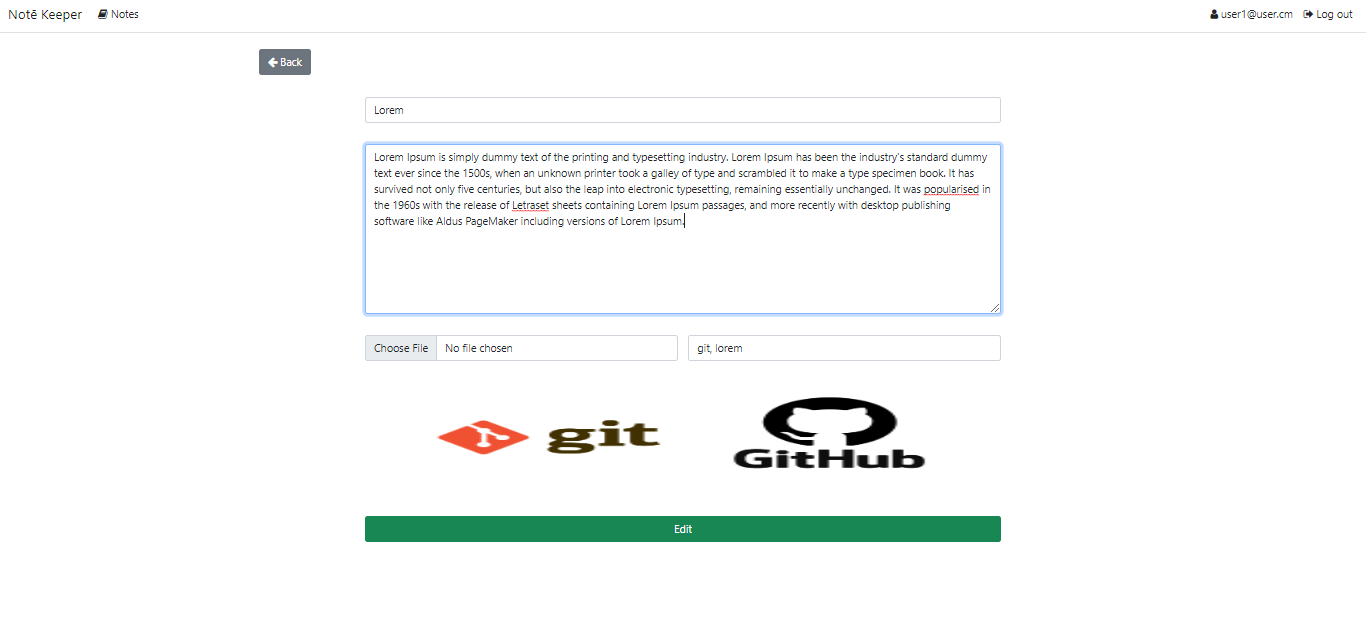 Notē Keeper Notes user1@user.cm Log out
Back
Lorem
Lorem Ipsum is simply dummy text of the printing and typesetting industry. Lorem Ipsum has been the industry's standard dummy
text ever since the 1500s, when an unknown printer took a galley of type and scrambled it to make a type specimen book. It has
survived not only five centuries, but also the leap into electronic typesetting, remaining essentially unchanged. It was popularised in
the 1960s with the release of Letraset sheets containing Lorem Ipsum passages, and more recently with desktop publishing
software like Aldus PageMaker including versions of Lorem Ipsum.
Choose File No file chosen git, lorem
git GitHub
Edit